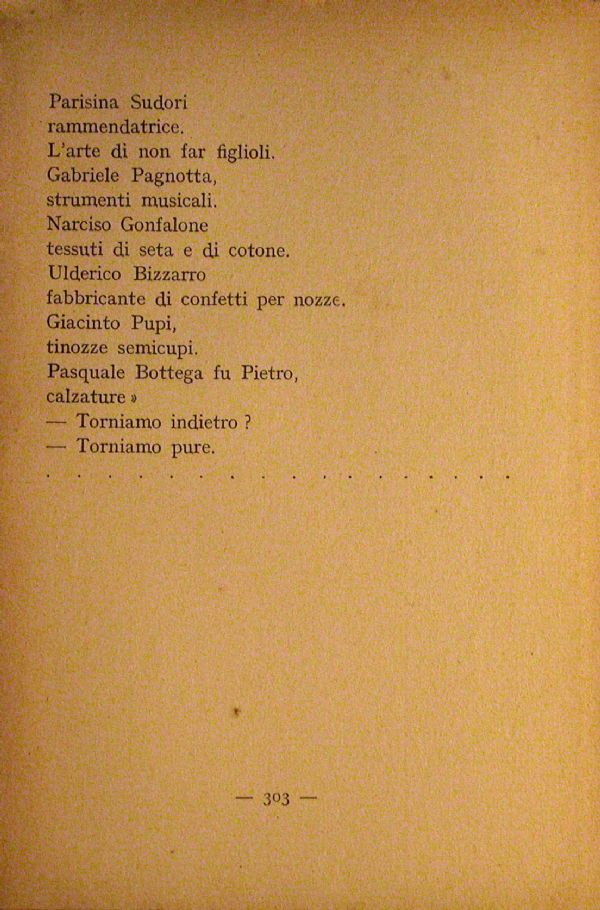 Parisina Sudori
rammendatrice.
L'arte di non far figlioli.
Gabriele Pagnotta,
strumenti musicali.
Narciso Gonfalone
tessuti di seta e di cotone.
Ulderico Bizzarro
fabbricante di confetti per nozze.
Giacinto Pupi,
tinozze semicupi.
Pasquale Bottega fu Pietro,
calzature »
— Torniamo indietro ?
— Torniamo pure.
. . . . . . . . . . . . . . . .
— 303 —